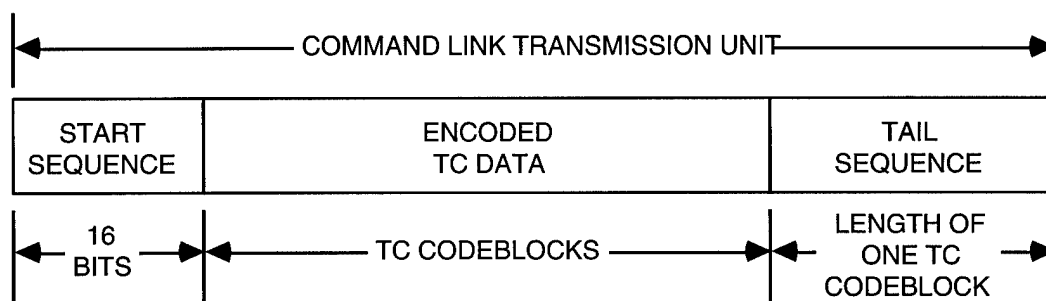 COMMAND LINK TRANSMISSION UNIT
START
SEQUENCE
ENCODED
TC DATA
TAIL
SEQUENCE
16
BITS
TC CODEBLOCKS
LENGTH OF
ONE TC
CODEBLOCK